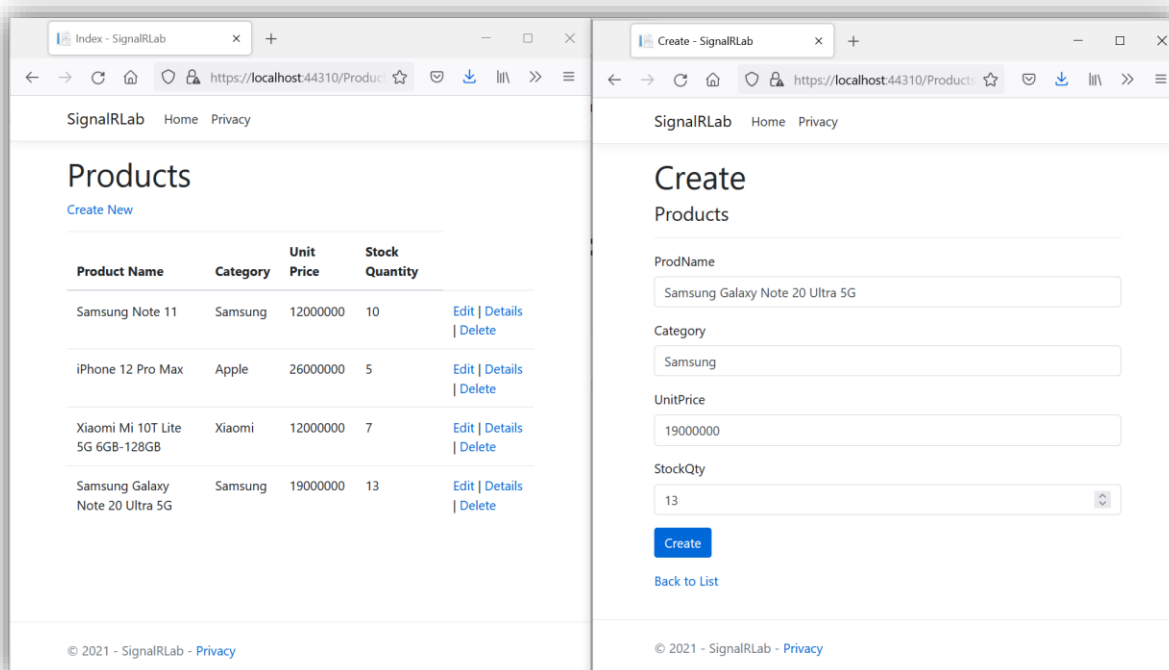 Index - SignalRLab
https://localhost:44310/Produc
SignalRLab Home Privacy
Products
Create New
Product Name Category Unit Price Stock Quantity
Samsung Note 11 Samsung 12000000 10 Edit | Details | Delete
iPhone 12 Pro Max Apple 26000000 5 Edit | Details | Delete
Xiaomi Mi 10T Lite 5G 6GB-128GB Xiaomi 12000000 7 Edit | Details | Delete
Samsung Galaxy Note 20 Ultra 5G Samsung 19000000 13 Edit | Details | Delete
© 2021 - SignalRLab - Privacy
Create - SignalRLab
https://localhost:44310/Products
SignalRLab Home Privacy
Create
Products
ProdName
Samsung Galaxy Note 20 Ultra 5G
Category
Samsung
UnitPrice
19000000
StockQty
13
Create
Back to List
© 2021 - SignalRLab - Privacy